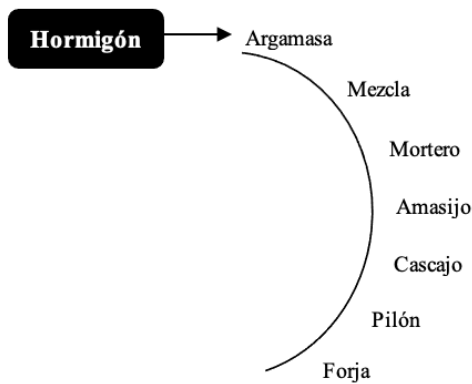 Hormigón
Argamasa
Mezcla
Mortero
Amasijo
Cascajo
Pilón
Forja